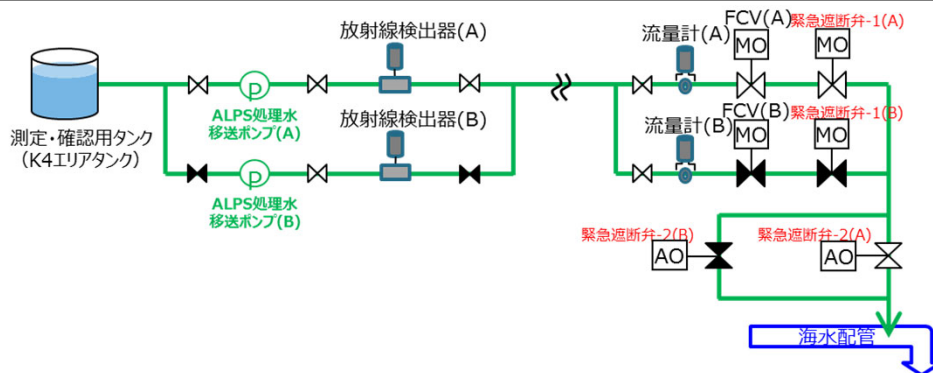 放射線検出器(A)
流量計(A)
FCV(A)
緊急遮断弁-1(A)
MO
MO
P
ALPS処理水
移送ポンプ(A)
測定・確認用タンク
(K4エリアタンク)
放射線検出器(B)
流量計(B)
FCV(B)
緊急遮断弁-1(B)
MO
MO
P
ALPS処理水
移送ポンプ(B)
緊急遮断弁-2(B)
緊急遮断弁-2(A)
AO
AO
海水配管